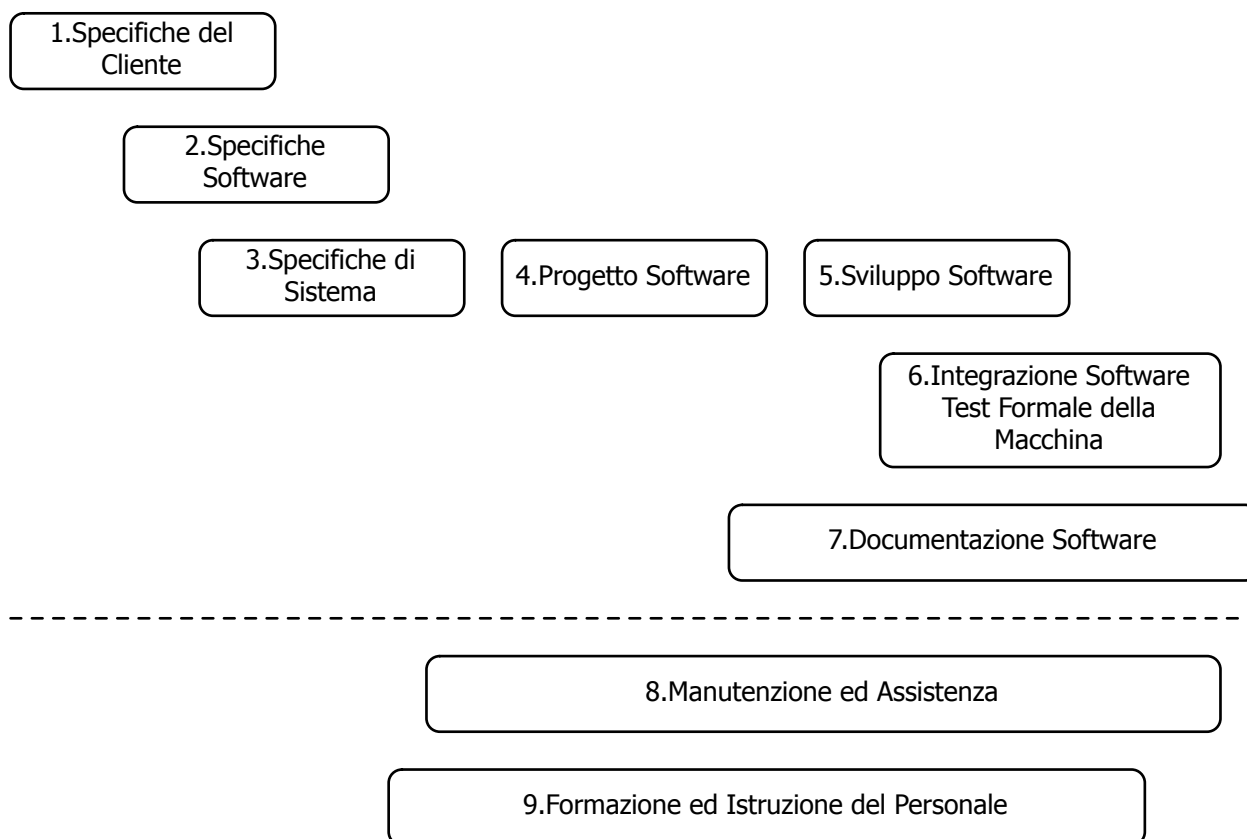 1.Specifiche del
Cliente
2.Specifiche
Software
3.Specifiche di
Sistema
4.Progetto Software
5.Sviluppo Software
6.Integrazione Software
Test Formale della
Macchina
7.Documentazione Software
8.Manutenzione ed Assistenza
9.Formazione ed Istruzione del Personale